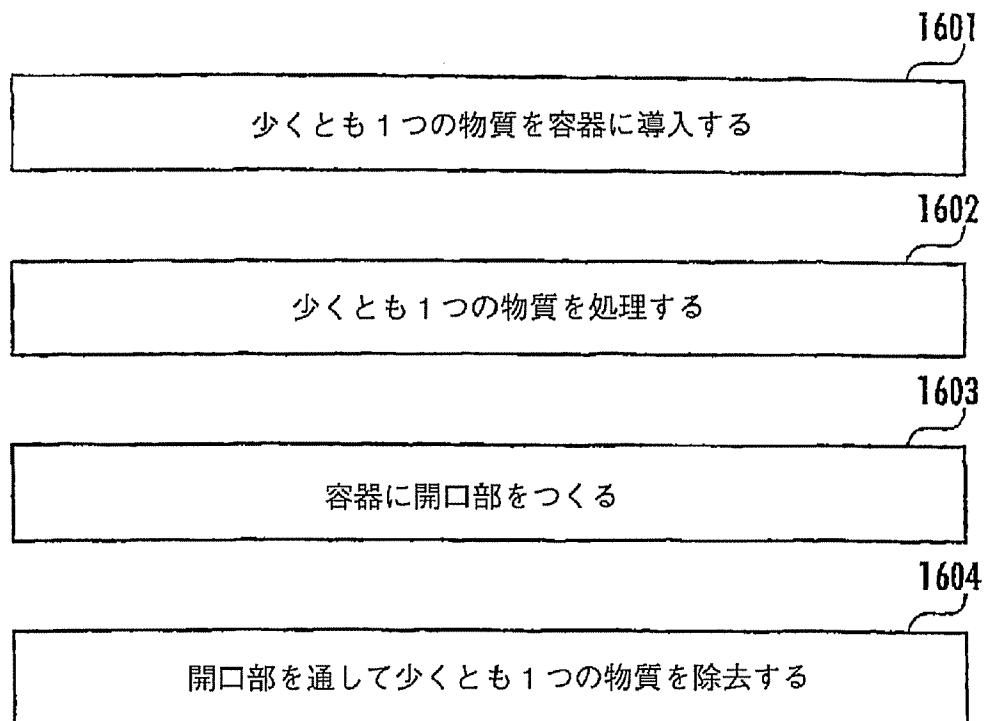 1601
少くとも1つの物質を容器に導入する
1602
少くとも1つの物質を処理する
1603
容器に開口部をつくる
1604
開口部を通して少くとも1つの物質を除去する